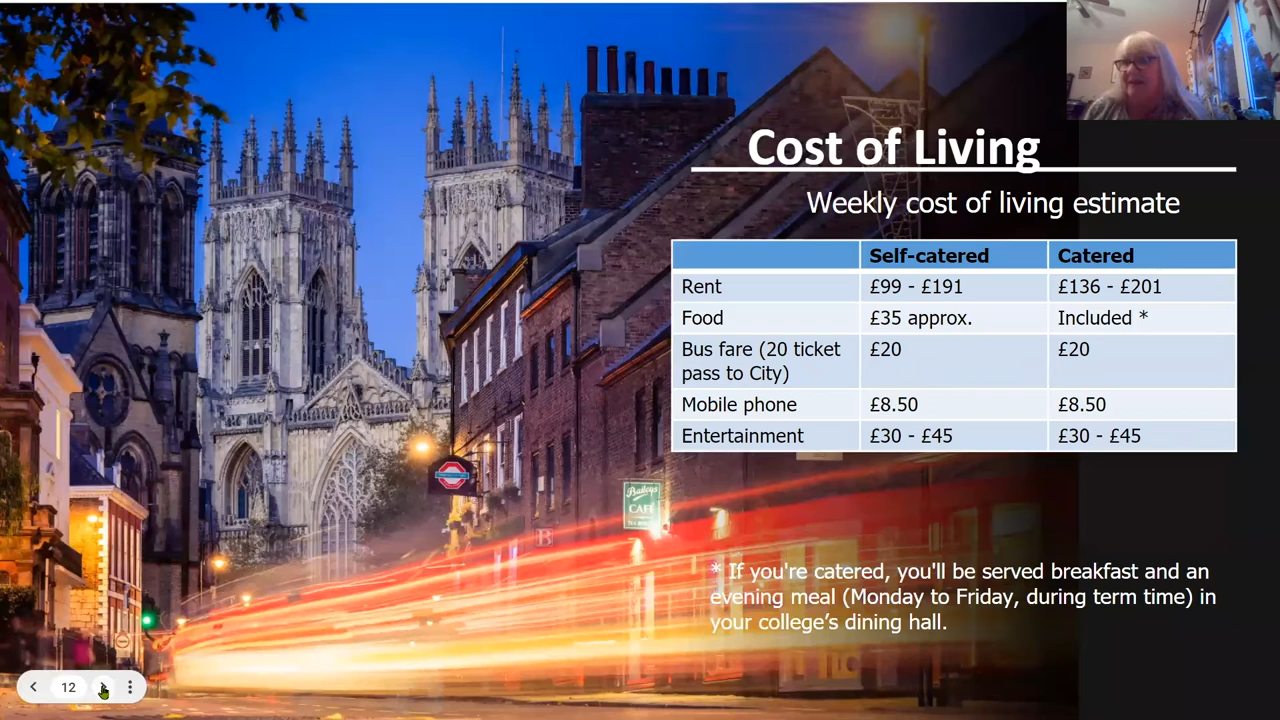 Cost of Living
Weekly cost of living estimate
Self-catered Catered
Rent £99 - £191 £136 - £201
Food £35 approx. Included *
Bus fare (20 ticket
pass to City) £20 £20
Mobile phone £8.50 £8.50
Entertainment £30 - £45 £30 - £45
Baileys
CAFÉ
B
* If you're catered, you'll be served breakfast and an
evening meal (Monday to Friday, during term time) in
your college’s dining hall.
12